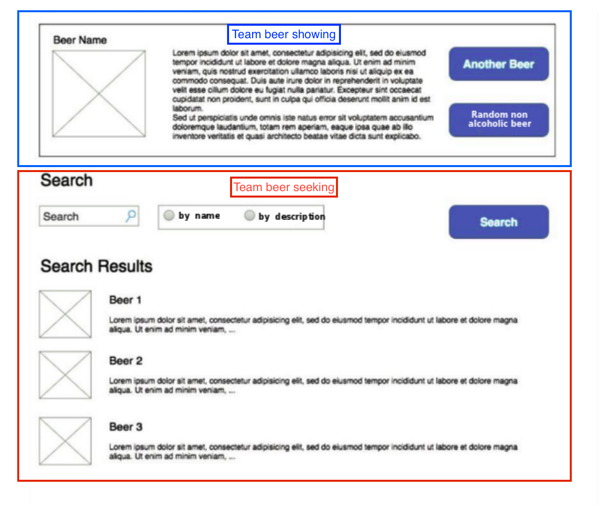 Team beer showing
Beer Name
Lorem ipsum dolor sit amet, consectetur adipisicing elit, sed do eiusmod
tempor incididunt ut labore et dolore magna aliqua. Ut enim ad minim
veniam, quis nostrud exercitation ullamco laboris nisi ut aliquip ex ea
commodo consequat. Duis aute irure dolor in reprehenderit in voluptate
velit esse cillum dolore eu fugiat nulla pariatur. Excepteur sint occaecat
cupidatat non proident, sunt in culpa qui officia deserunt mollit anim id est
laborum.
Sed ut perspiciatis unde omnis iste natus error sit voluptatem accusantium
doloremque laudantium, totam rem aperiam, eaque ipsa quae ab illo
inventore veritatis et quasi architecto beatae vitae dicta sunt explicabo.
Another Beer
Random non
alcoholic beer
Search
Team beer seeking
Search
by name
by description
Search
Search Results
Beer 1
Lorem ipsum dolor sit amet, consectetur adipisicing elit, sed do eiusmod tempor incididunt ut labore et dolore magna
aliqua. Ut enim ad minim veniam, ...
Beer 2
Lorem ipsum dolor sit amet, consectetur adipisicing elit, sed do eiusmod tempor incididunt ut labore et dolore magna
aliqua. Ut enim ad minim veniam, ...
Beer 3
Lorem ipsum dolor sit amet, consectetur adipisicing elit, sed do eiusmod tempor incididunt ut labore et dolore magna
aliqua. Ut enim ad minim veniam, ...